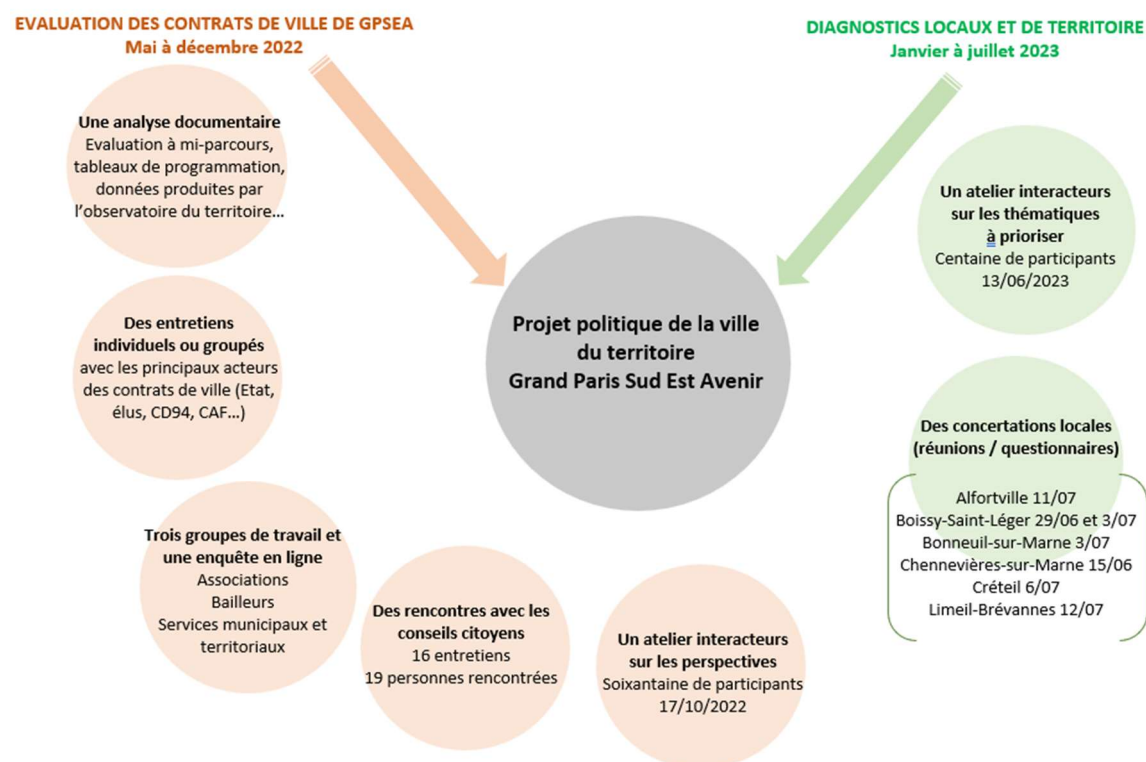 EVALUATION DES CONTRATS DE VILLE DE GPSEA
Mai à décembre 2022
DIAGNOSTICS LOCAUX ET DE TERRITOIRE
Janvier à juillet 2023
Une analyse documentaire
Evaluation à mi-parcours,
tableaux de programmation,
données produites par
l’observatoire du territoire…
Des entretiens
individuels ou groupés
avec les principaux acteurs
des contrats de ville (Etat,
élus, CD94, CAF…)
Trois groupes de travail et
une enquête en ligne
Associations
Bailleurs
Services municipaux et
territoriaux
Des rencontres avec les
conseils citoyens
16 entretiens
19 personnes rencontrées
Un atelier interacteurs
sur les perspectives
Soixantaine de participants
17/10/2022
Projet politique de la ville
du territoire
Grand Paris Sud Est Avenir
Un atelier interacteurs
sur les thématiques
à prioriser
Centaine de participants
13/06/2023
Des concertations locales
(réunions / questionnaires)
Alfortville 11/07
Boissy-Saint-Léger 29/06 et 3/07
Bonneuil-sur-Marne 3/07
Chennevières-sur-Marne 15/06
Créteil 6/07
Limeil-Brévannes 12/07